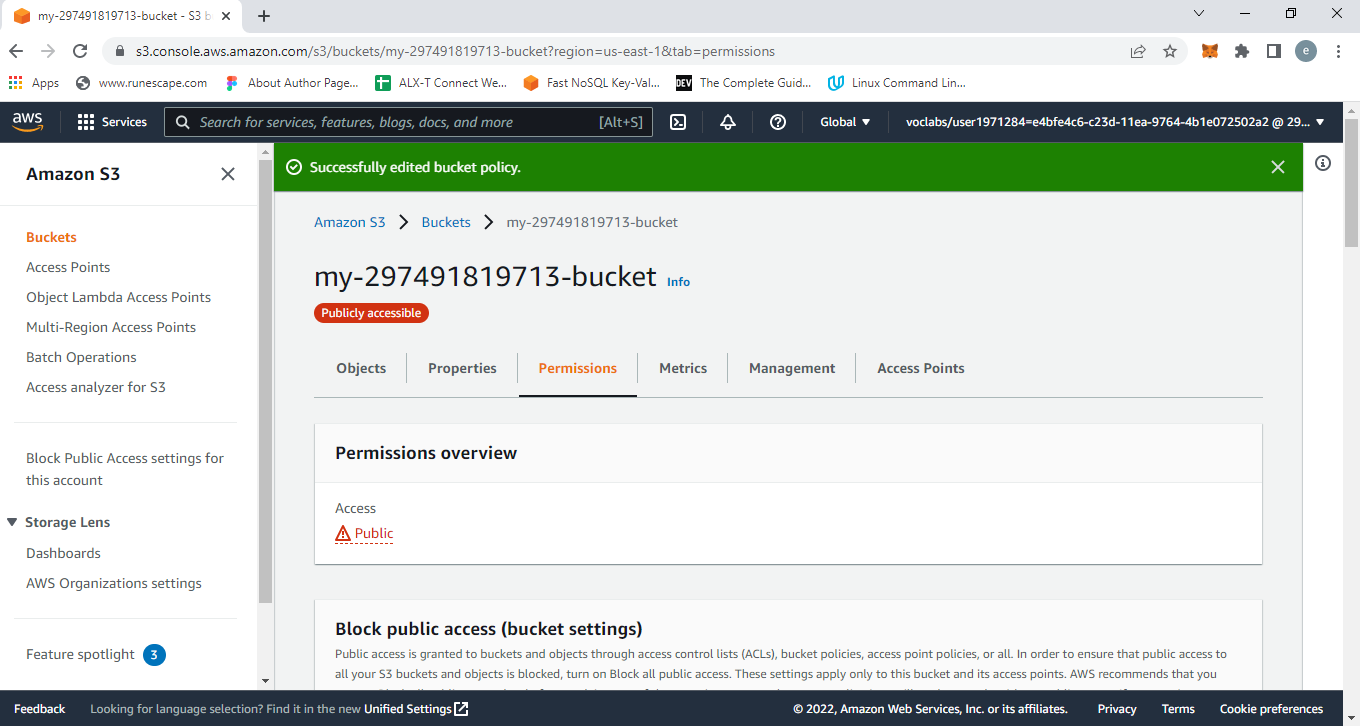 my-297491819713-bucket - S3 b
s3.console.aws.amazon.com/s3/buckets/my-297491819713-bucket?region=us-east-1&tab=permissions
e
Apps
www.runescape.com
About Author Page...
ALX-T Connect We...
Fast NoSQL Key-Val...
DEV
The Complete Guid...
Linux Command Lin...
aws
Services
Search for services, features, blogs, docs, and more
[Alt+S]
Global
voclabs/user1971284=e4bfe4c6-c23d-11ea-9764-4b1e072502a2 @ 29...
Amazon S3
Buckets
Access Points
Object Lambda Access Points
Multi-Region Access Points
Batch Operations
Access analyzer for S3
Block Public Access settings for
this account
Storage Lens
Dashboards
AWS Organizations settings
Feature spotlight 3
Successfully edited bucket policy.
Amazon S3 > Buckets > my-297491819713-bucket
my-297491819713-bucket Info
Publicly accessible
Objects
Properties
Permissions
Metrics
Management
Access Points
Permissions overview
Access
Public
Block public access (bucket settings)
Public access is granted to buckets and objects through access control lists (ACLs), bucket policies, access point policies, or all. In order to ensure that public access to
all your S3 buckets and objects is blocked, turn on Block all public access. These settings apply only to this bucket and its access points. AWS recommends that you
Feedback
Looking for language selection? Find it in the new Unified Settings
© 2022, Amazon Web Services, Inc. or its affiliates.
Privacy
Terms
Cookie preferences